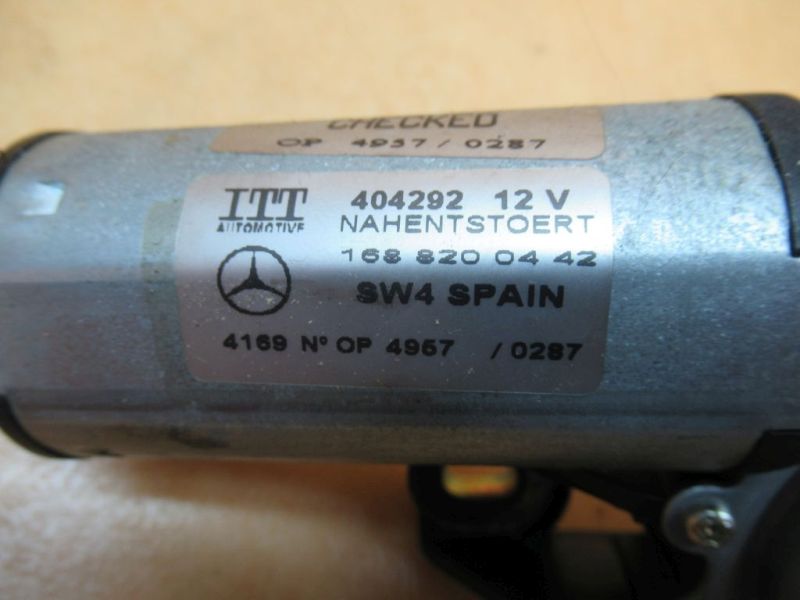 CHECKED
OP 4957 / 0287
ITT 404292 12 V
AUTOMOTIVE NAHENTSTOERT
168 820 04 42
SW4 SPAIN
4169 Nº OP 4957 / 0287